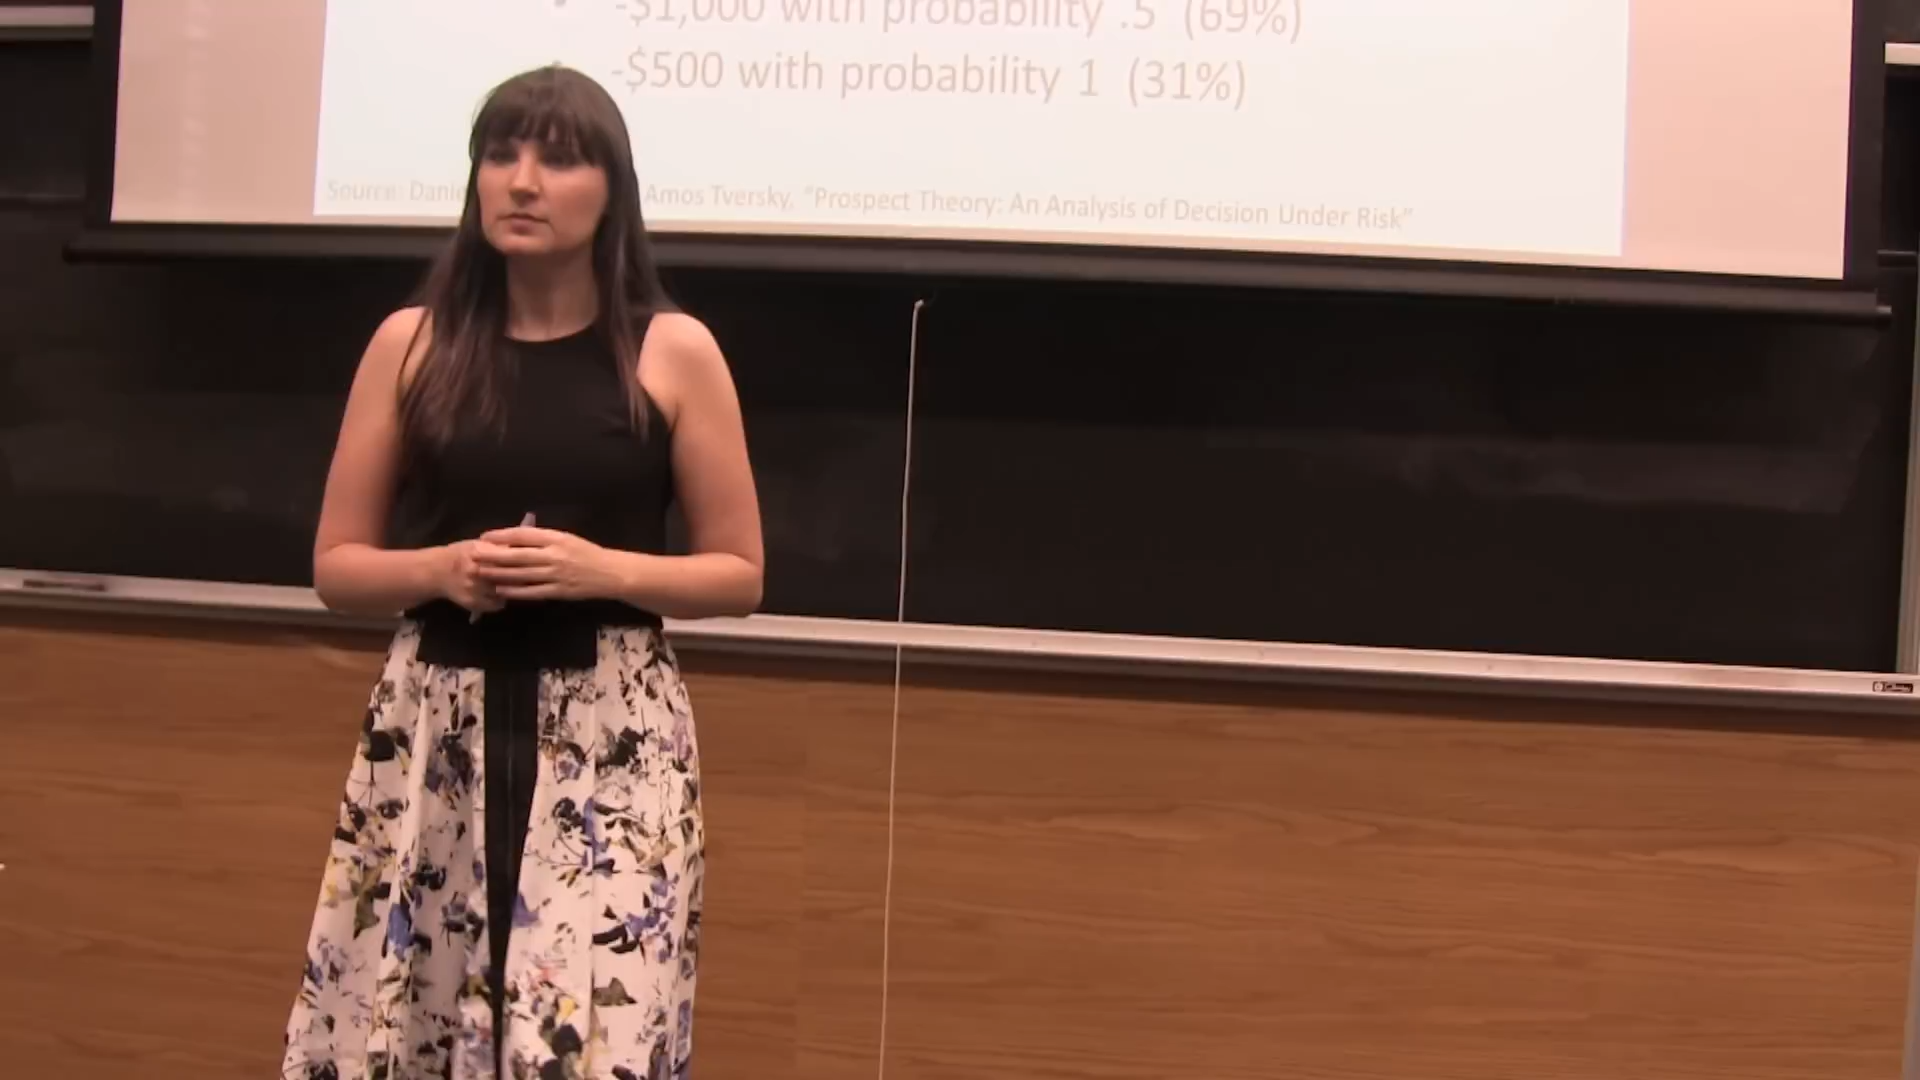 -$1,000 with probability .5 (69%)
-$500 with probability 1 (31%)
Source: Amos Tversky, "Prospect Theory: An Analysis of Decision Under Risk"